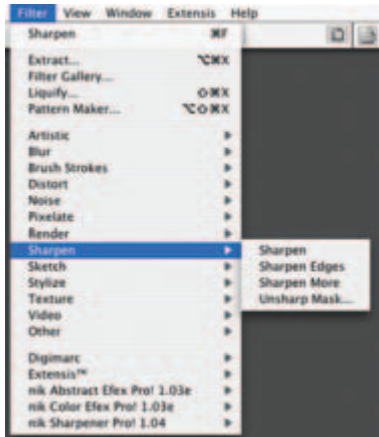 Filter View Window Extensis Help
Sharpen ⌘F
Extract... ⌥⌘X
Filter Gallery...
Liquify... ⇧⌘X
Pattern Maker... ⌥⇧⌘X
Artistic
Blur
Brush Strokes
Distort
Noise
Pixelate
Render
Sharpen
Sketch
Stylize
Texture
Video
Other
Digimarc
Extensis™
nik Abstract Efex Pro! 1.03e
nik Color Efex Pro! 1.03e
nik Sharpener Pro! 1.04
Sharpen
Sharpen Edges
Sharpen More
Unsharp Mask...